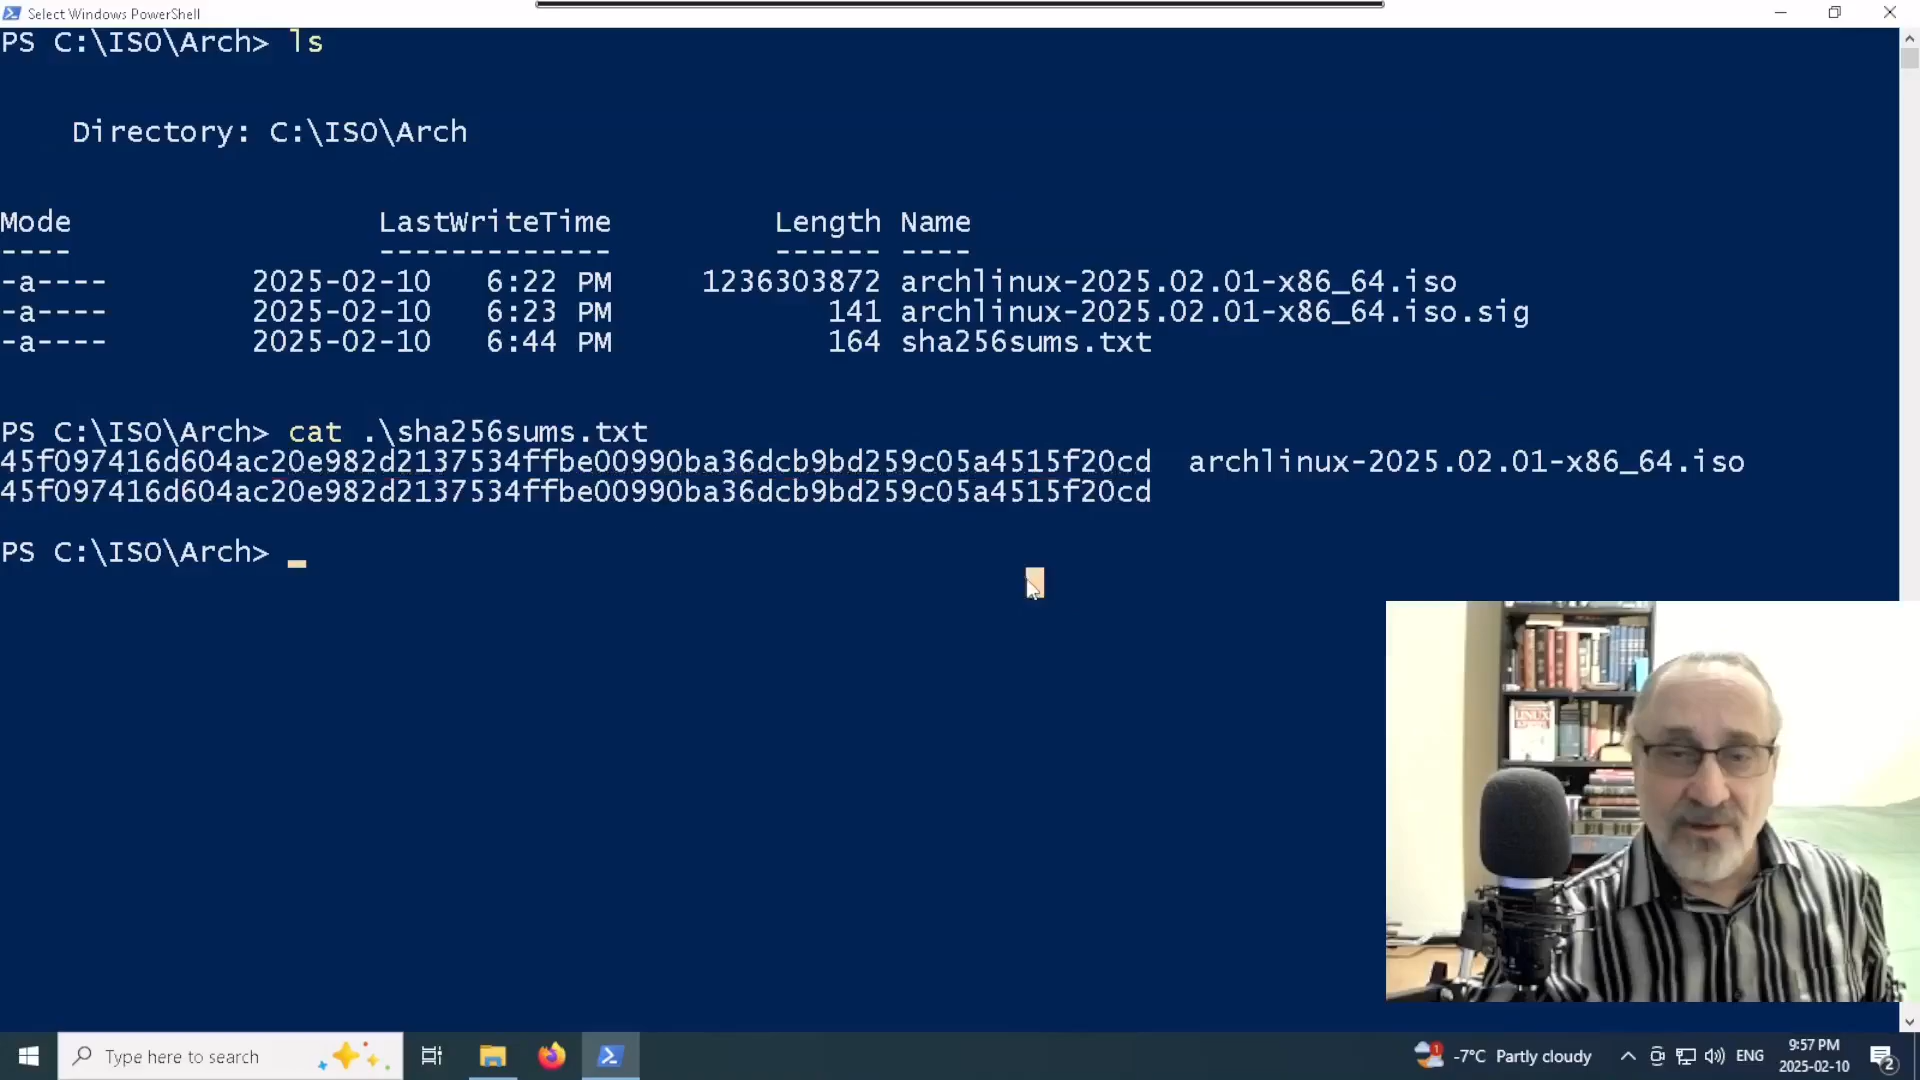 Select Windows PowerShell
PS C:\ISO\Arch> ls
Directory: C:\ISO\Arch
Mode LastWriteTime Length Name
---- ------------- ------ ----
-a---- 2025-02-10 6:22 PM 1236303872 archlinux-2025.02.01-x86_64.iso
-a---- 2025-02-10 6:23 PM 141 archlinux-2025.02.01-x86_64.iso.sig
-a---- 2025-02-10 6:44 PM 164 sha256sums.txt
PS C:\ISO\Arch> cat .\sha256sums.txt
45f097416d604ac20e982d2137534ffbe00990ba36dcb9bd259c05a4515f20cd archlinux-2025.02.01-x86_64.iso
45f097416d604ac20e982d2137534ffbe00990ba36dcb9bd259c05a4515f20cd
PS C:\ISO\Arch>
LINUX
Type here to search
1
-7°C Partly cloudy
ENG
9:57 PM
2025-02-10
2